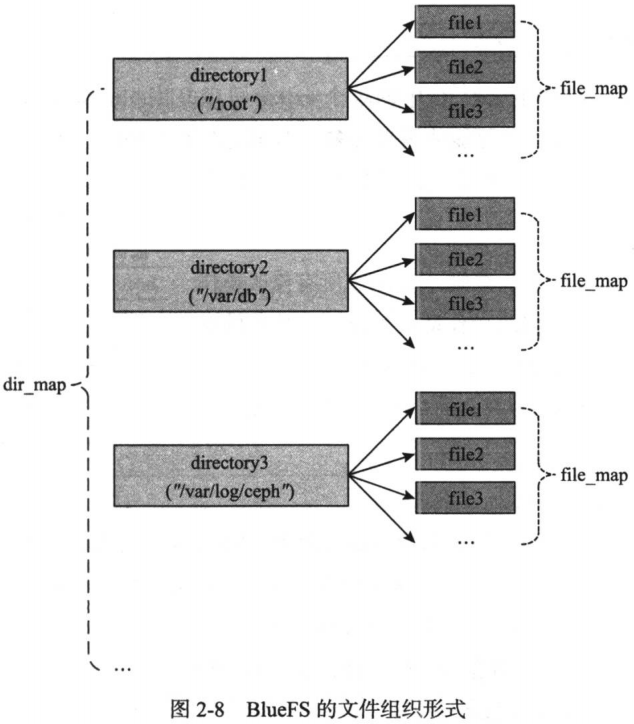 file1
file2
file3
...
file_map
directory1
("/root")
file1
file2
file3
...
file_map
directory2
("/var/db")
dir_map
file1
file2
file3
...
file_map
directory3
("/var/log/ceph")
...
图 2-8 BlueFS 的文件组织形式